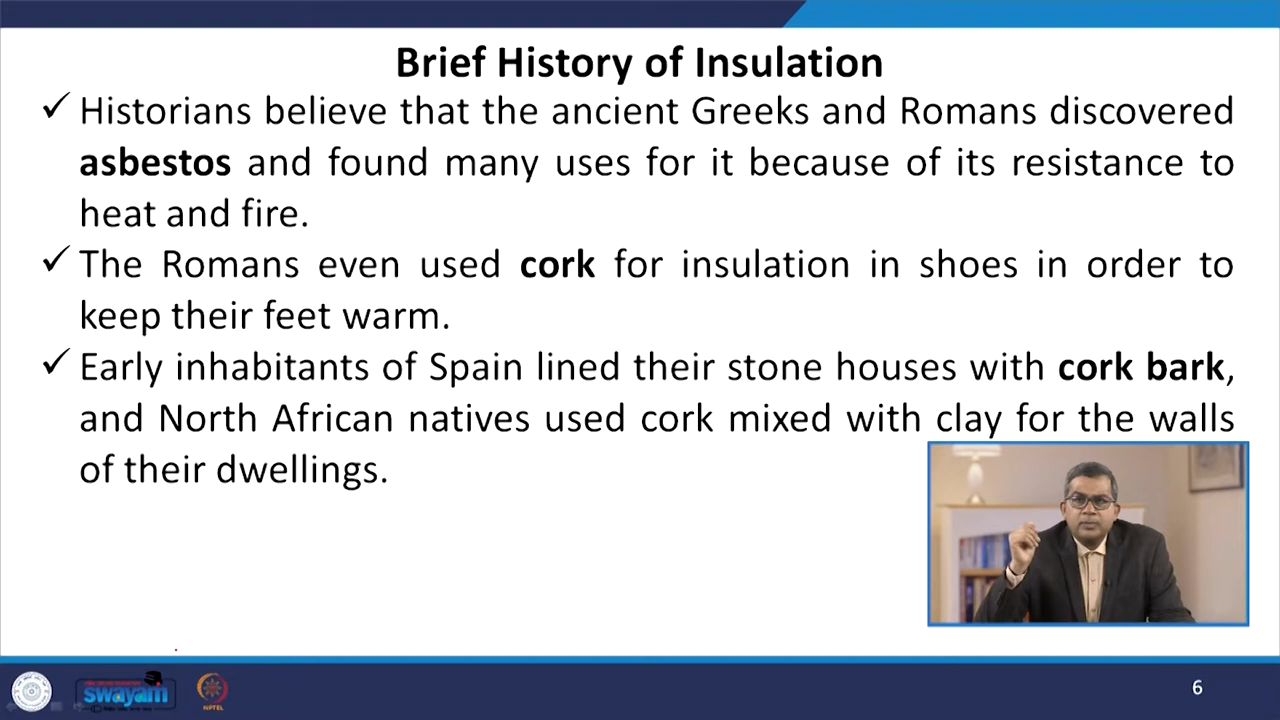 Brief History of Insulation
✓ Historians believe that the ancient Greeks and Romans discovered
asbestos and found many uses for it because of its resistance to
heat and fire.
✓ The Romans even used cork for insulation in shoes in order to
keep their feet warm.
✓ Early inhabitants of Spain lined their stone houses with cork bark,
and North African natives used cork mixed with clay for the walls
of their dwellings.
swayam
NPTEL
6